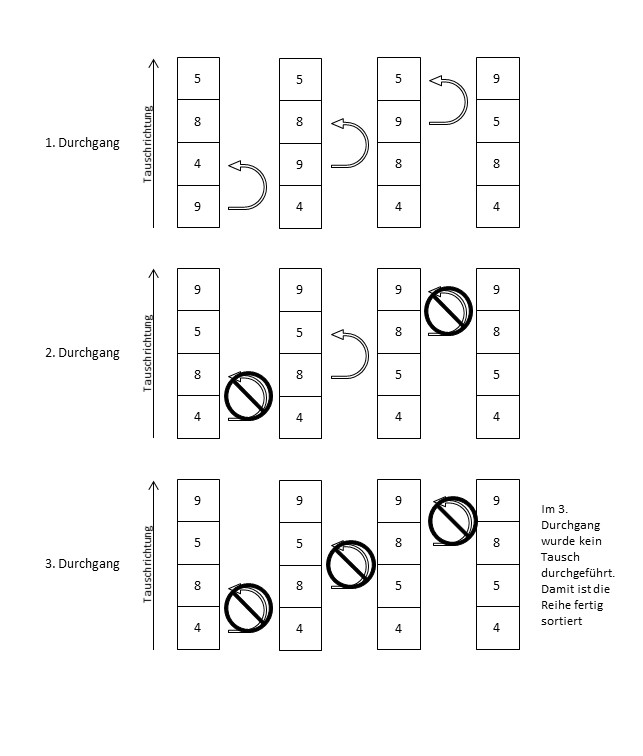 5 5 5 9
8 8 9 5
1. Durchgang
Tauschrichtung
4 9 8 8
9 4 4 4
9 9 9 9
5 5 8 8
2. Durchgang
Tauschrichtung
8 8 5 5
4 4 4 4
9 9 9 9
5 5 8 8
3. Durchgang
Tauschrichtung
8 8 5 5
4 4 4 4
Im 3.
Durchgang
wurde kein
Tausch
durchgeführt.
Damit ist die
Reihe fertig
sortiert